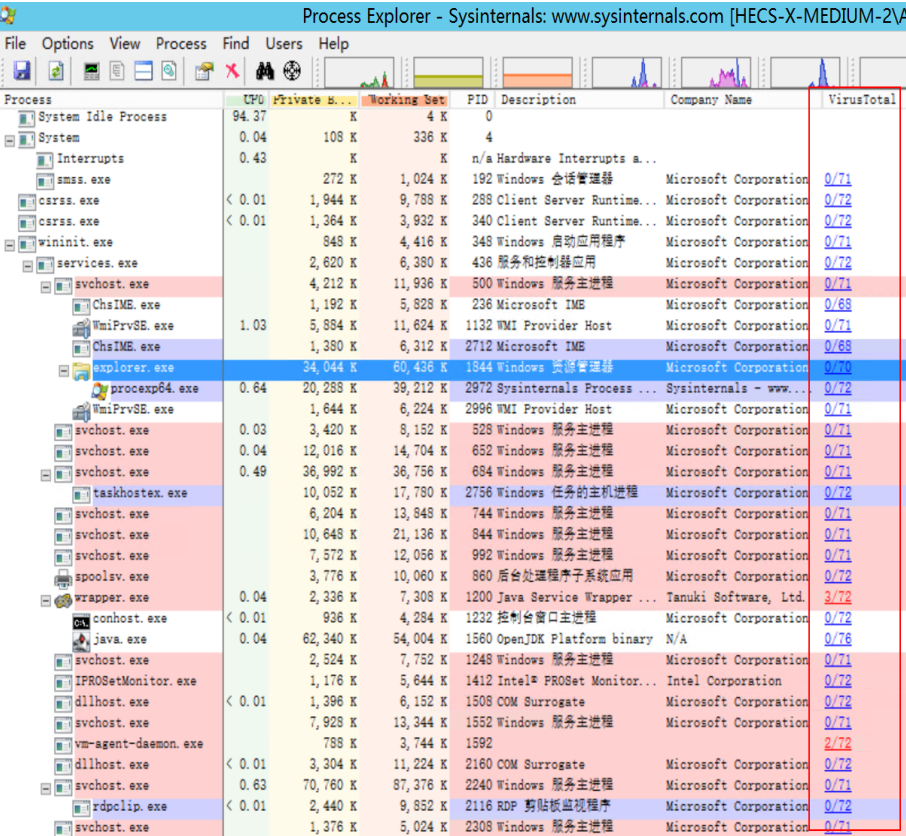 Process Explorer - Sysinternals: www.sysinternals.com [HECS-X-MEDIUM-2\A
File Options View Process Find Users Help
Process CPU Private B... Working Set PID Description Company Name VirusTotal
System Idle Process 94.37 K 4 K 0
System 0.04 108 K 336 K 4
Interrupts 0.43 K K n/a Hardware Interrupts a...
smss.exe 272 K 1,024 K 192 Windows 会话管理器 Microsoft Corporation 0/71
csrss.exe < 0.01 1,944 K 9,788 K 288 Client Server Runtime... Microsoft Corporation 0/72
csrss.exe < 0.01 1,364 K 3,932 K 340 Client Server Runtime... Microsoft Corporation 0/72
wininit.exe 848 K 4,416 K 348 Windows 启动应用程序 Microsoft Corporation 0/71
services.exe 2,620 K 6,380 K 436 服务和控制器应用 Microsoft Corporation 0/72
svchost.exe 4,212 K 11,936 K 500 Windows 服务主进程 Microsoft Corporation 0/71
ChsIME.exe 1,192 K 5,828 K 236 Microsoft IME Microsoft Corporation 0/68
WmiPrvSE.exe 1.03 5,884 K 11,624 K 1132 WMI Provider Host Microsoft Corporation 0/71
ChsIME.exe 1,380 K 6,312 K 2712 Microsoft IME Microsoft Corporation 0/68
explorer.exe 34,044 K 60,436 K 1844 Windows 资源管理器 Microsoft Corporation 0/70
procexp64.exe 0.64 20,288 K 39,212 K 2972 Sysinternals Process ... Sysinternals - www.... 0/72
WmiPrvSE.exe 1,644 K 6,224 K 2996 WMI Provider Host Microsoft Corporation 0/71
svchost.exe 0.03 3,420 K 8,152 K 528 Windows 服务主进程 Microsoft Corporation 0/71
svchost.exe 0.04 12,016 K 14,704 K 652 Windows 服务主进程 Microsoft Corporation 0/71
svchost.exe 0.49 36,992 K 36,756 K 684 Windows 服务主进程 Microsoft Corporation 0/71
taskhostex.exe 10,052 K 17,780 K 2756 Windows 任务的主机进程 Microsoft Corporation 0/72
svchost.exe 6,204 K 13,848 K 744 Windows 服务主进程 Microsoft Corporation 0/71
svchost.exe 10,648 K 21,136 K 844 Windows 服务主进程 Microsoft Corporation 0/71
svchost.exe 7,572 K 12,056 K 992 Windows 服务主进程 Microsoft Corporation 0/71
spoolsv.exe 3,776 K 10,060 K 860 后台处理程序子系统应用 Microsoft Corporation 0/72
wrapper.exe 0.04 2,336 K 7,308 K 1200 Java Service Wrapper ... Tanuki Software, Ltd. 3/72
conhost.exe < 0.01 936 K 4,284 K 1232 控制台窗口主进程 Microsoft Corporation 0/72
java.exe 0.04 62,340 K 54,004 K 1560 OpenJDK Platform binary N/A 0/76
svchost.exe 2,524 K 7,752 K 1248 Windows 服务主进程 Microsoft Corporation 0/71
IPROSetMonitor.exe 1,176 K 5,644 K 1412 Intel® PROSet Monitor... Intel Corporation 0/72
dllhost.exe < 0.01 1,396 K 6,152 K 1508 COM Surrogate Microsoft Corporation 0/72
svchost.exe 7,928 K 13,344 K 1552 Windows 服务主进程 Microsoft Corporation 0/71
vm-agent-daemon.exe 788 K 3,744 K 1592 2/72
dllhost.exe < 0.01 3,304 K 11,224 K 2160 COM Surrogate Microsoft Corporation 0/72
svchost.exe 0.63 70,760 K 87,376 K 2240 Windows 服务主进程 Microsoft Corporation 0/71
rdpclip.exe < 0.01 2,440 K 9,852 K 2116 RDP 剪贴板监视程序 Microsoft Corporation 0/72
svchost.exe 1,376 K 5,024 K 2308 Windows 服务主进程 Microsoft Corporation 0/71